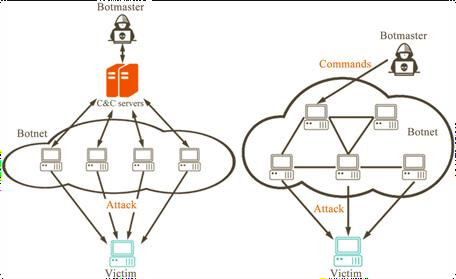 Botmaster
C&C servers
Botnet
Attack
Victim
Botmaster
Commands
Botnet
Attack
Victim